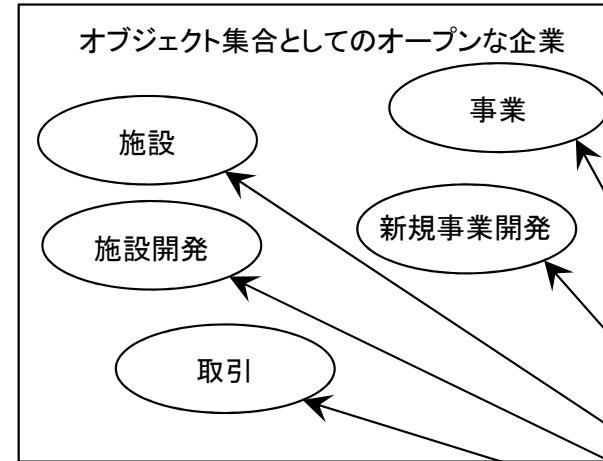 オブジェクト集合としてのオープンな企業
事業
施設
新規事業開発
施設開発
取引